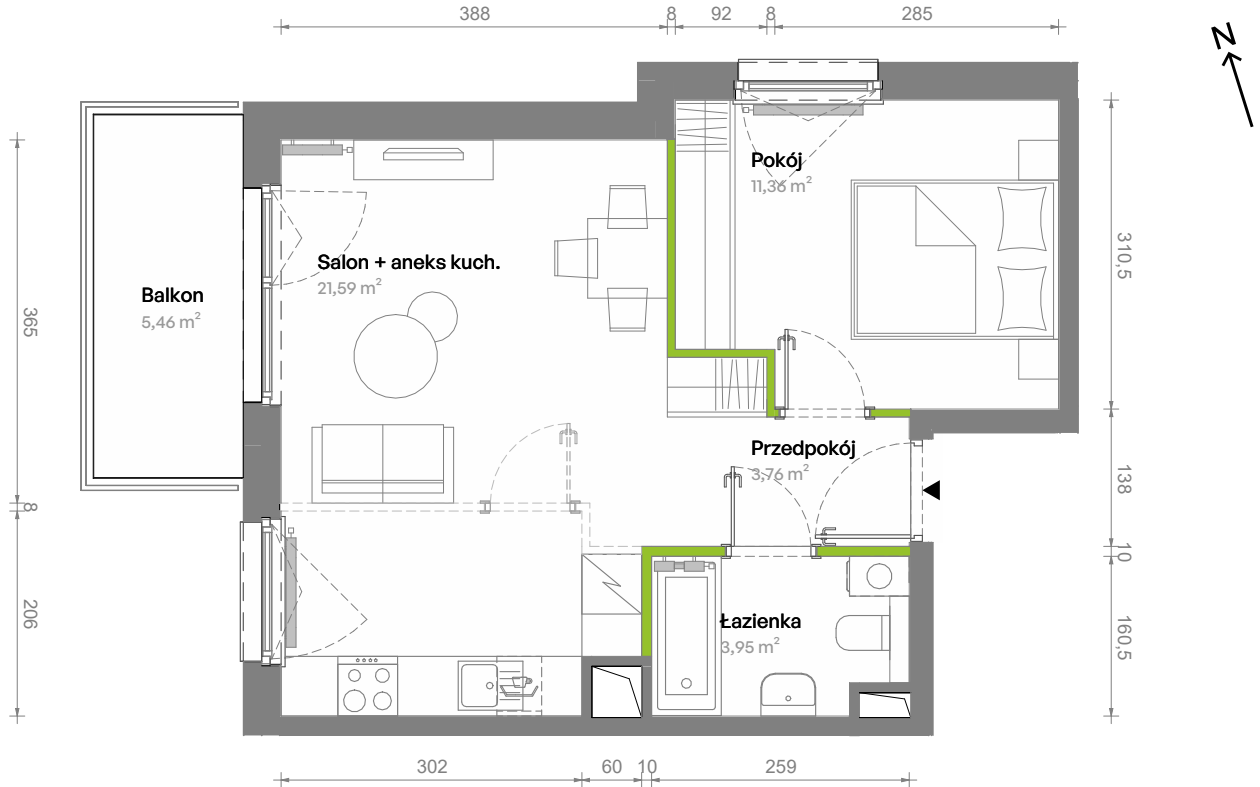 388
8
92
8
285
N
Pokój
11,36 m²
310,5
Salon + aneks kuch.
21,59 m²
Balkon
5,46 m²
365
Przedpokój
3,76 m²
138
8
10
206
Łazienka
3,95 m²
160,5
302
60
10
259